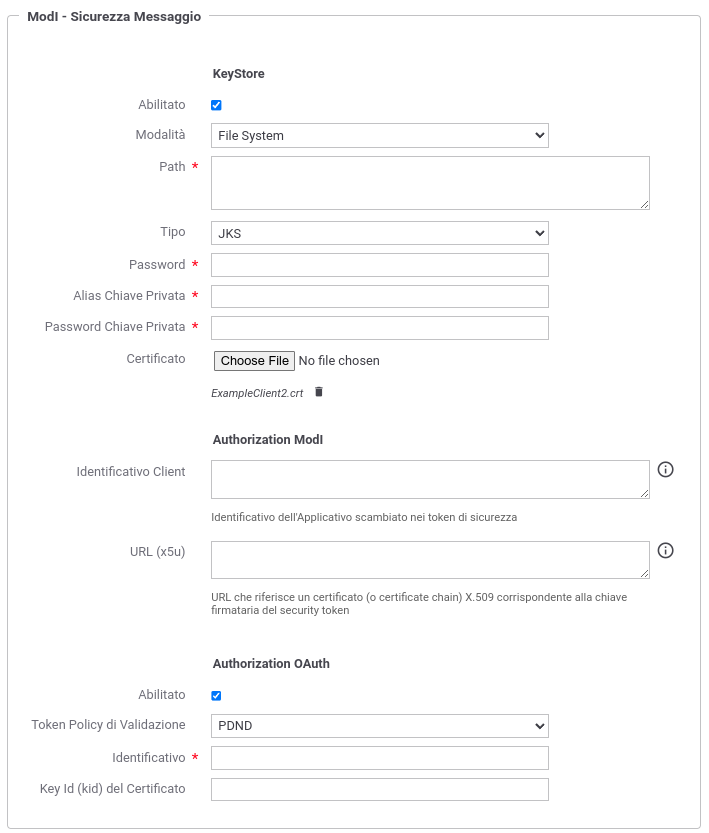 ModI - Sicurezza Messaggio
KeyStore
Abilitato
Modalità File System
Path *
Tipo JKS
Password *
Alias Chiave Privata *
Password Chiave Privata *
Certificato Choose File No file chosen
ExampleClient2.crt
Authorization ModI
Identificativo Client
Identificativo dell'Applicativo scambiato nei token di sicurezza
URL (x5u)
URL che riferisce un certificato (o certificate chain) X.509 corrispondente alla chiave
firmataria del security token
Authorization OAuth
Abilitato
Token Policy di Validazione PDND
Identificativo *
Key Id (kid) del Certificato